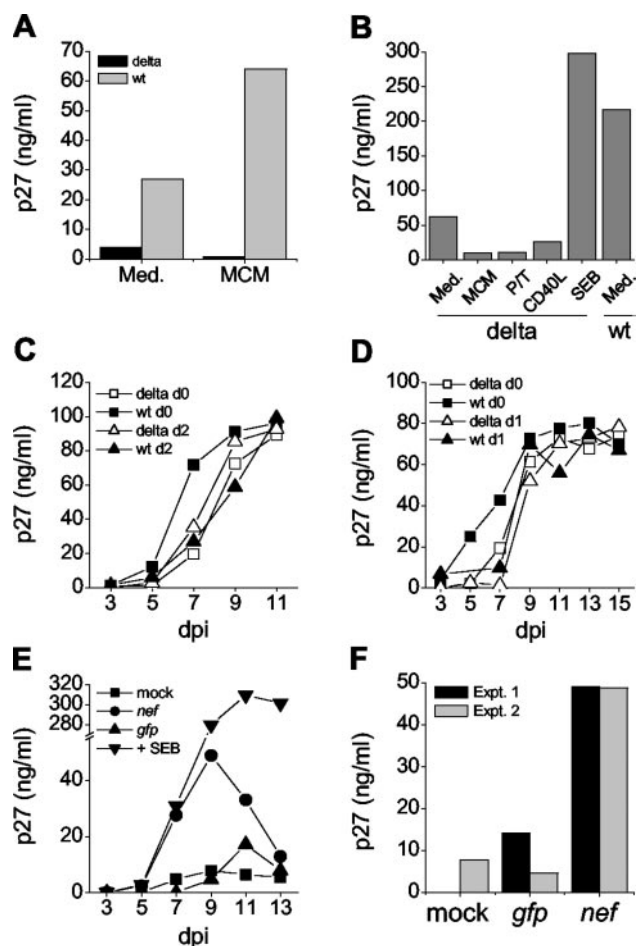 A
p27 (ng/ml)
70
60
50
40
30
20
10
0
delta
wt
Med.
MCM
B
p27 (ng/ml)
300
250
200
150
100
50
0
Med.
MCM
P/T
CD40L
SEB
Med.
delta
wt
C
p27 (ng/ml)
120
100
80
60
40
20
0
delta d0
wt d0
delta d2
wt d2
3 5 7 9 11
dpi
D
p27 (ng/ml)
100
80
60
40
20
0
delta d0
wt d0
delta d1
wt d1
3 5 7 9 11 13 15
dpi
E
p27 (ng/ml)
320
300
280
40
20
0
mock
nef
gfp
+ SEB
3 5 7 9 11 13
dpi
F
p27 (ng/ml)
50
40
30
20
10
0
Expt. 1
Expt. 2
mock
gfp
nef